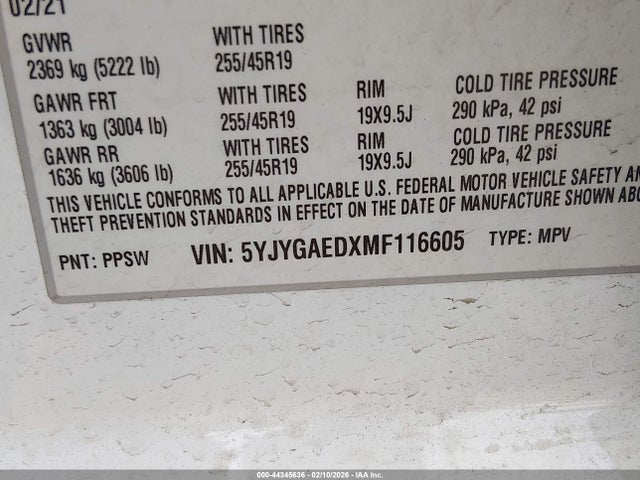 02/21
GVWR WITH TIRES
2369 kg (5222 lb) 255/45R19
GAWR FRT WITH TIRES RIM COLD TIRE PRESSURE
1363 kg (3004 lb) 255/45R19 19X9.5J 290 kPa, 42 psi
GAWR RR WITH TIRES RIM COLD TIRE PRESSURE
1636 kg (3606 lb) 255/45R19 19X9.5J 290 kPa, 42 psi
THIS VEHICLE CONFORMS TO ALL APPLICABLE U.S. FEDERAL MOTOR VEHICLE SAFETY AN
THEFT PREVENTION STANDARDS IN EFFECT ON THE DATE OF MANUFACTURE SHOWN ABO
PNT: PPSW VIN: 5YJYGAEDXMF116605 TYPE: MPV
000-44345636 - 02/10/2026 - IAA Inc.